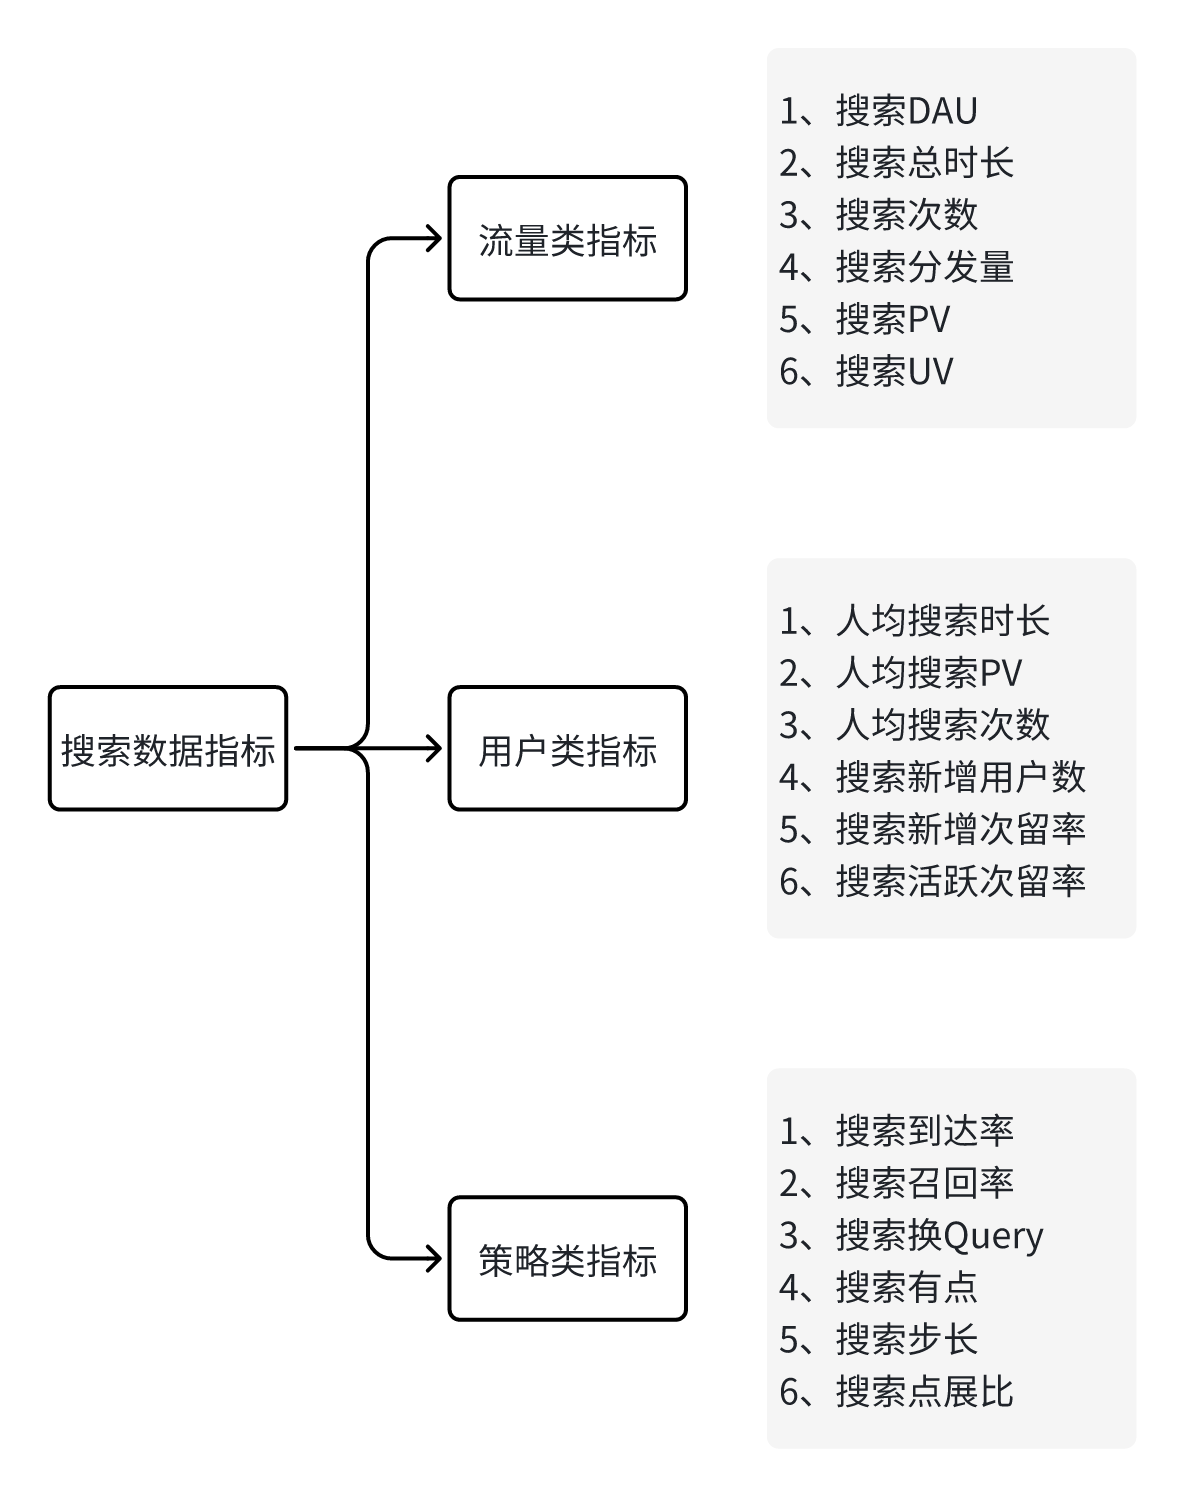 搜索数据指标
流量类指标
1、搜索DAU
2、搜索总时长
3、搜索次数
4、搜索分发量
5、搜索PV
6、搜索UV
用户类指标
1、人均搜索时长
2、人均搜索PV
3、人均搜索次数
4、搜索新增用户数
5、搜索新增次留率
6、搜索活跃次留率
策略类指标
1、搜索到达率
2、搜索召回率
3、搜索换Query
4、搜索有点
5、搜索步长
6、搜索点展比